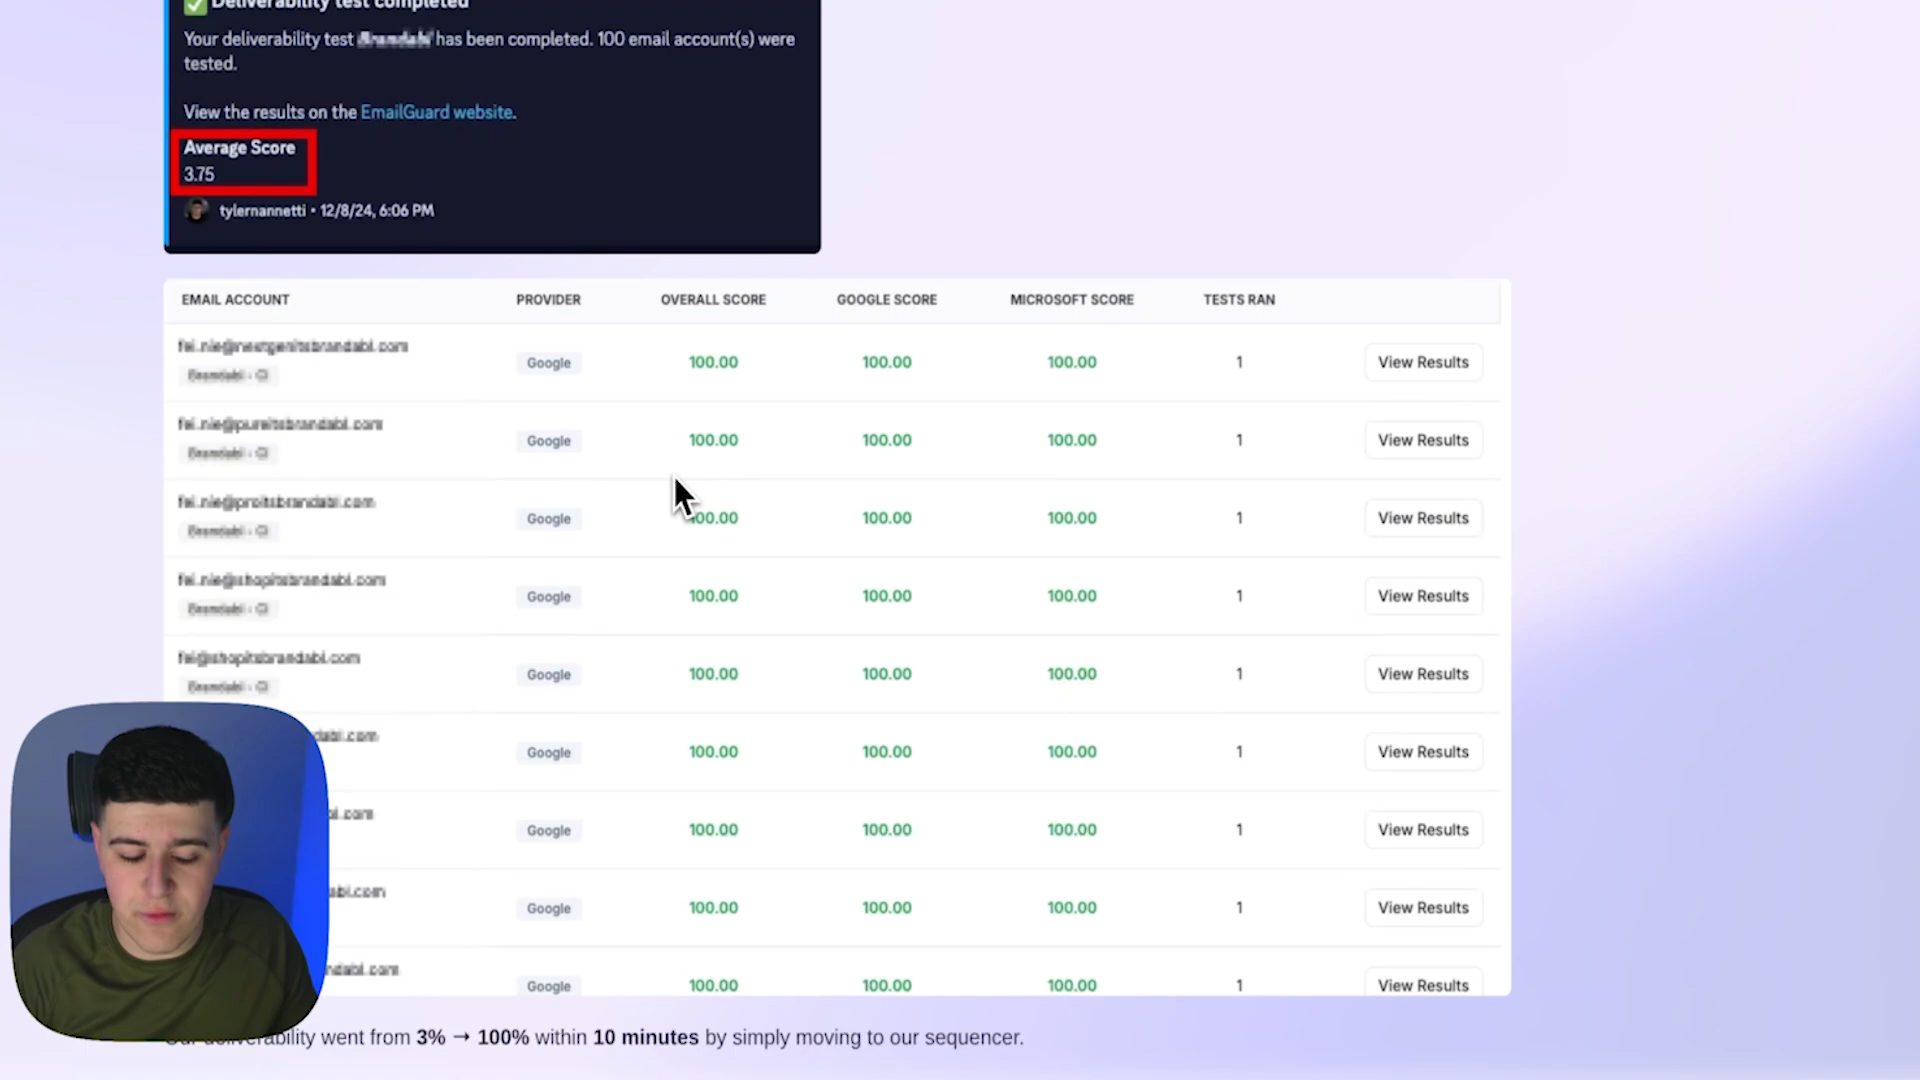 Deliverability test completed
Your deliverability test has been completed. 100 email account(s) were
tested.
View the results on the EmailGuard website.
Average Score
3.75
tylernannetti • 12/8/24, 6:06 PM
EMAIL ACCOUNT PROVIDER OVERALL SCORE GOOGLE SCORE MICROSOFT SCORE TESTS RAN
Google 100.00 100.00 100.00 1 View Results
Google 100.00 100.00 100.00 1 View Results
Google 100.00 100.00 100.00 1 View Results
Google 100.00 100.00 100.00 1 View Results
Google 100.00 100.00 100.00 1 View Results
Google 100.00 100.00 100.00 1 View Results
Google 100.00 100.00 100.00 1 View Results
Google 100.00 100.00 100.00 1 View Results
Google 100.00 100.00 100.00 1 View Results
Our deliverability went from 3% → 100% within 10 minutes by simply moving to our sequencer.